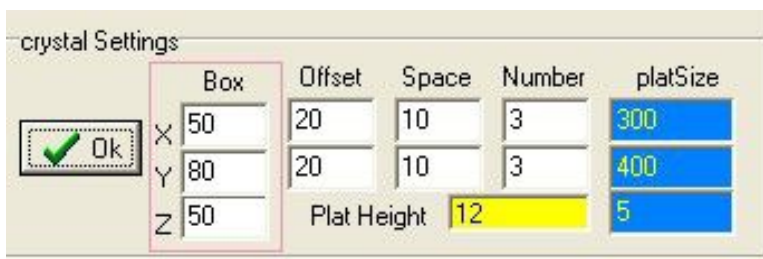 crystal Settings
Box Offset Space Number platSize
X 50 20 10 3 300
Ok
Y 80 20 10 3 400
Z 50 Plat Height 12 5